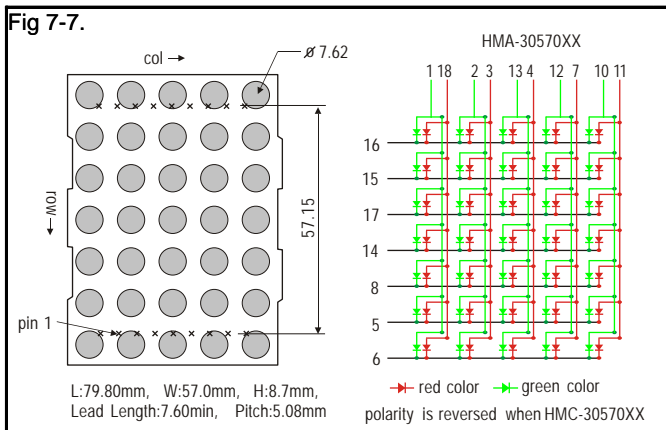 Fig 7-7.
col →
ø 7.62
row →
57.15
pin 1
L:79.80mm, W:57.0mm, H:8.7mm,
Lead Length:7.60min, Pitch:5.08mm
HMA-30570XX
1 18 2 3 13 4 12 7 10 11
16
15
17
14
8
5
6
red color green color
polarity is reversed when HMC-30570XX